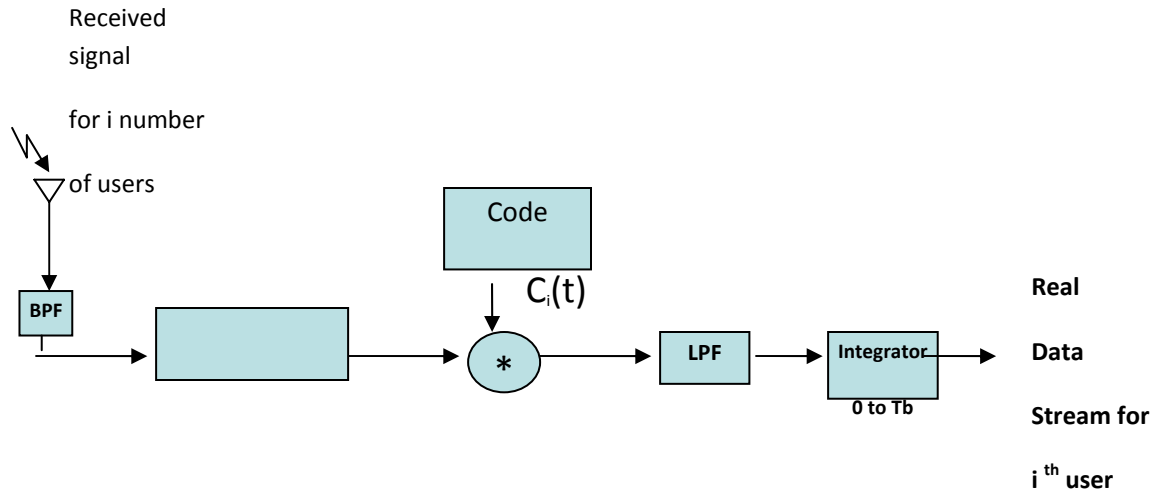 Received
signal
for i number
of users
Code
Cᵢ(t)
BPF
*
LPF
Integrator
0 to Tb
Real
Data
Stream for
i ᵗʰ user